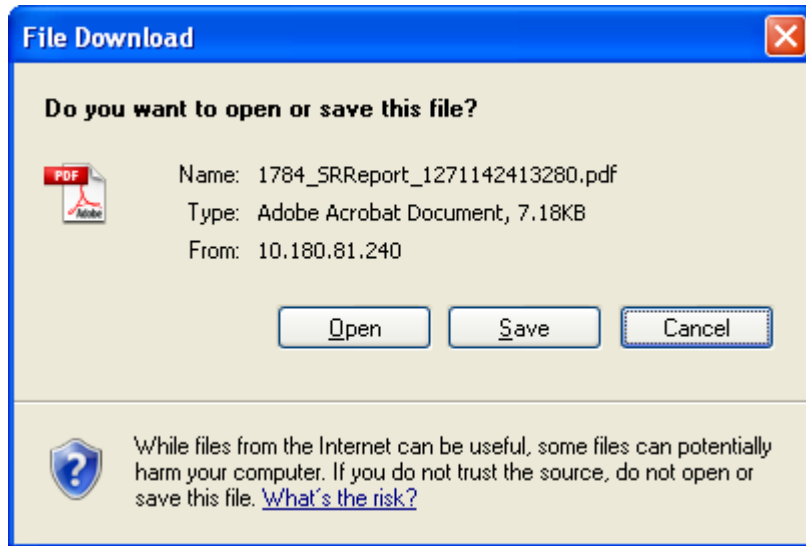 File Download
Do you want to open or save this file?
PDF
Adobe
Name: 1784_SRReport_1271142413280.pdf
Type: Adobe Acrobat Document, 7.18KB
From: 10.180.81.240
Open Save Cancel
While files from the Internet can be useful, some files can potentially
harm your computer. If you do not trust the source, do not open or
save this file. What's the risk?